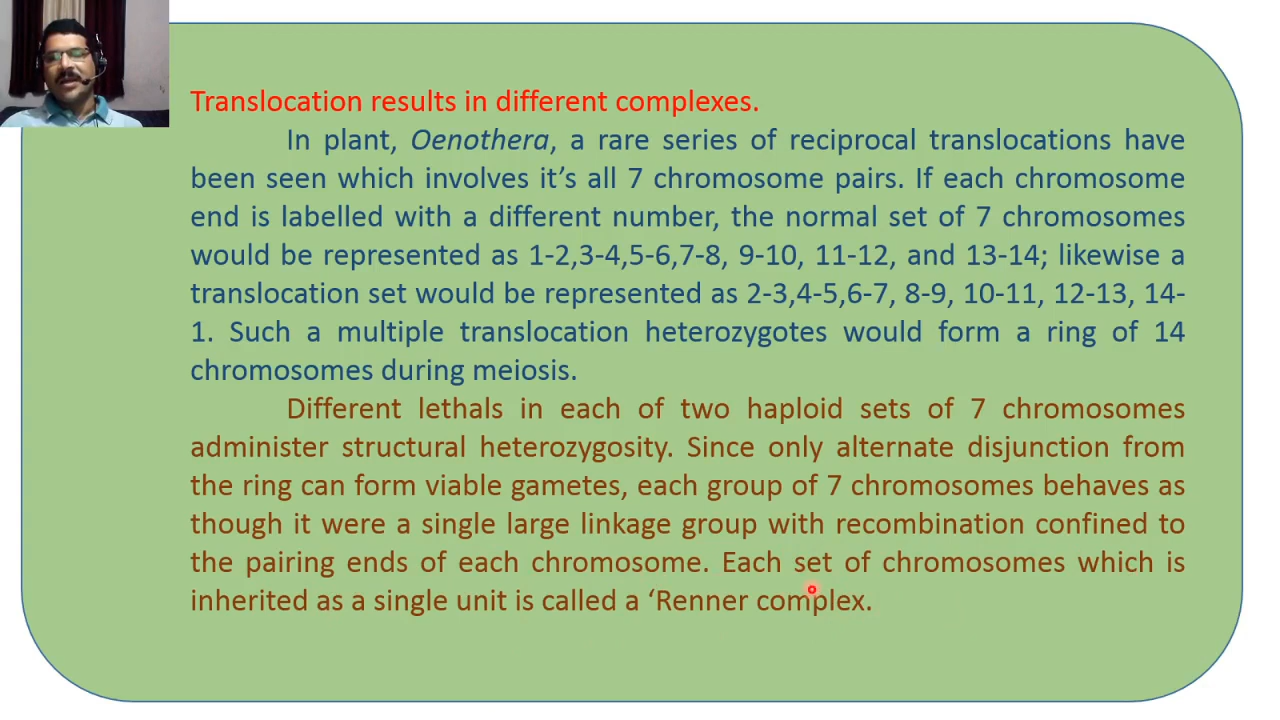 Translocation results in different complexes.
In plant, Oenothera, a rare series of reciprocal translocations have
been seen which involves it’s all 7 chromosome pairs. If each chromosome
end is labelled with a different number, the normal set of 7 chromosomes
would be represented as 1-2,3-4,5-6,7-8, 9-10, 11-12, and 13-14; likewise a
translocation set would be represented as 2-3,4-5,6-7, 8-9, 10-11, 12-13, 14-
1. Such a multiple translocation heterozygotes would form a ring of 14
chromosomes during meiosis.
Different lethals in each of two haploid sets of 7 chromosomes
administer structural heterozygosity. Since only alternate disjunction from
the ring can form viable gametes, each group of 7 chromosomes behaves as
though it were a single large linkage group with recombination confined to
the pairing ends of each chromosome. Each set of chromosomes which is
inherited as a single unit is called a ‘Renner complex.